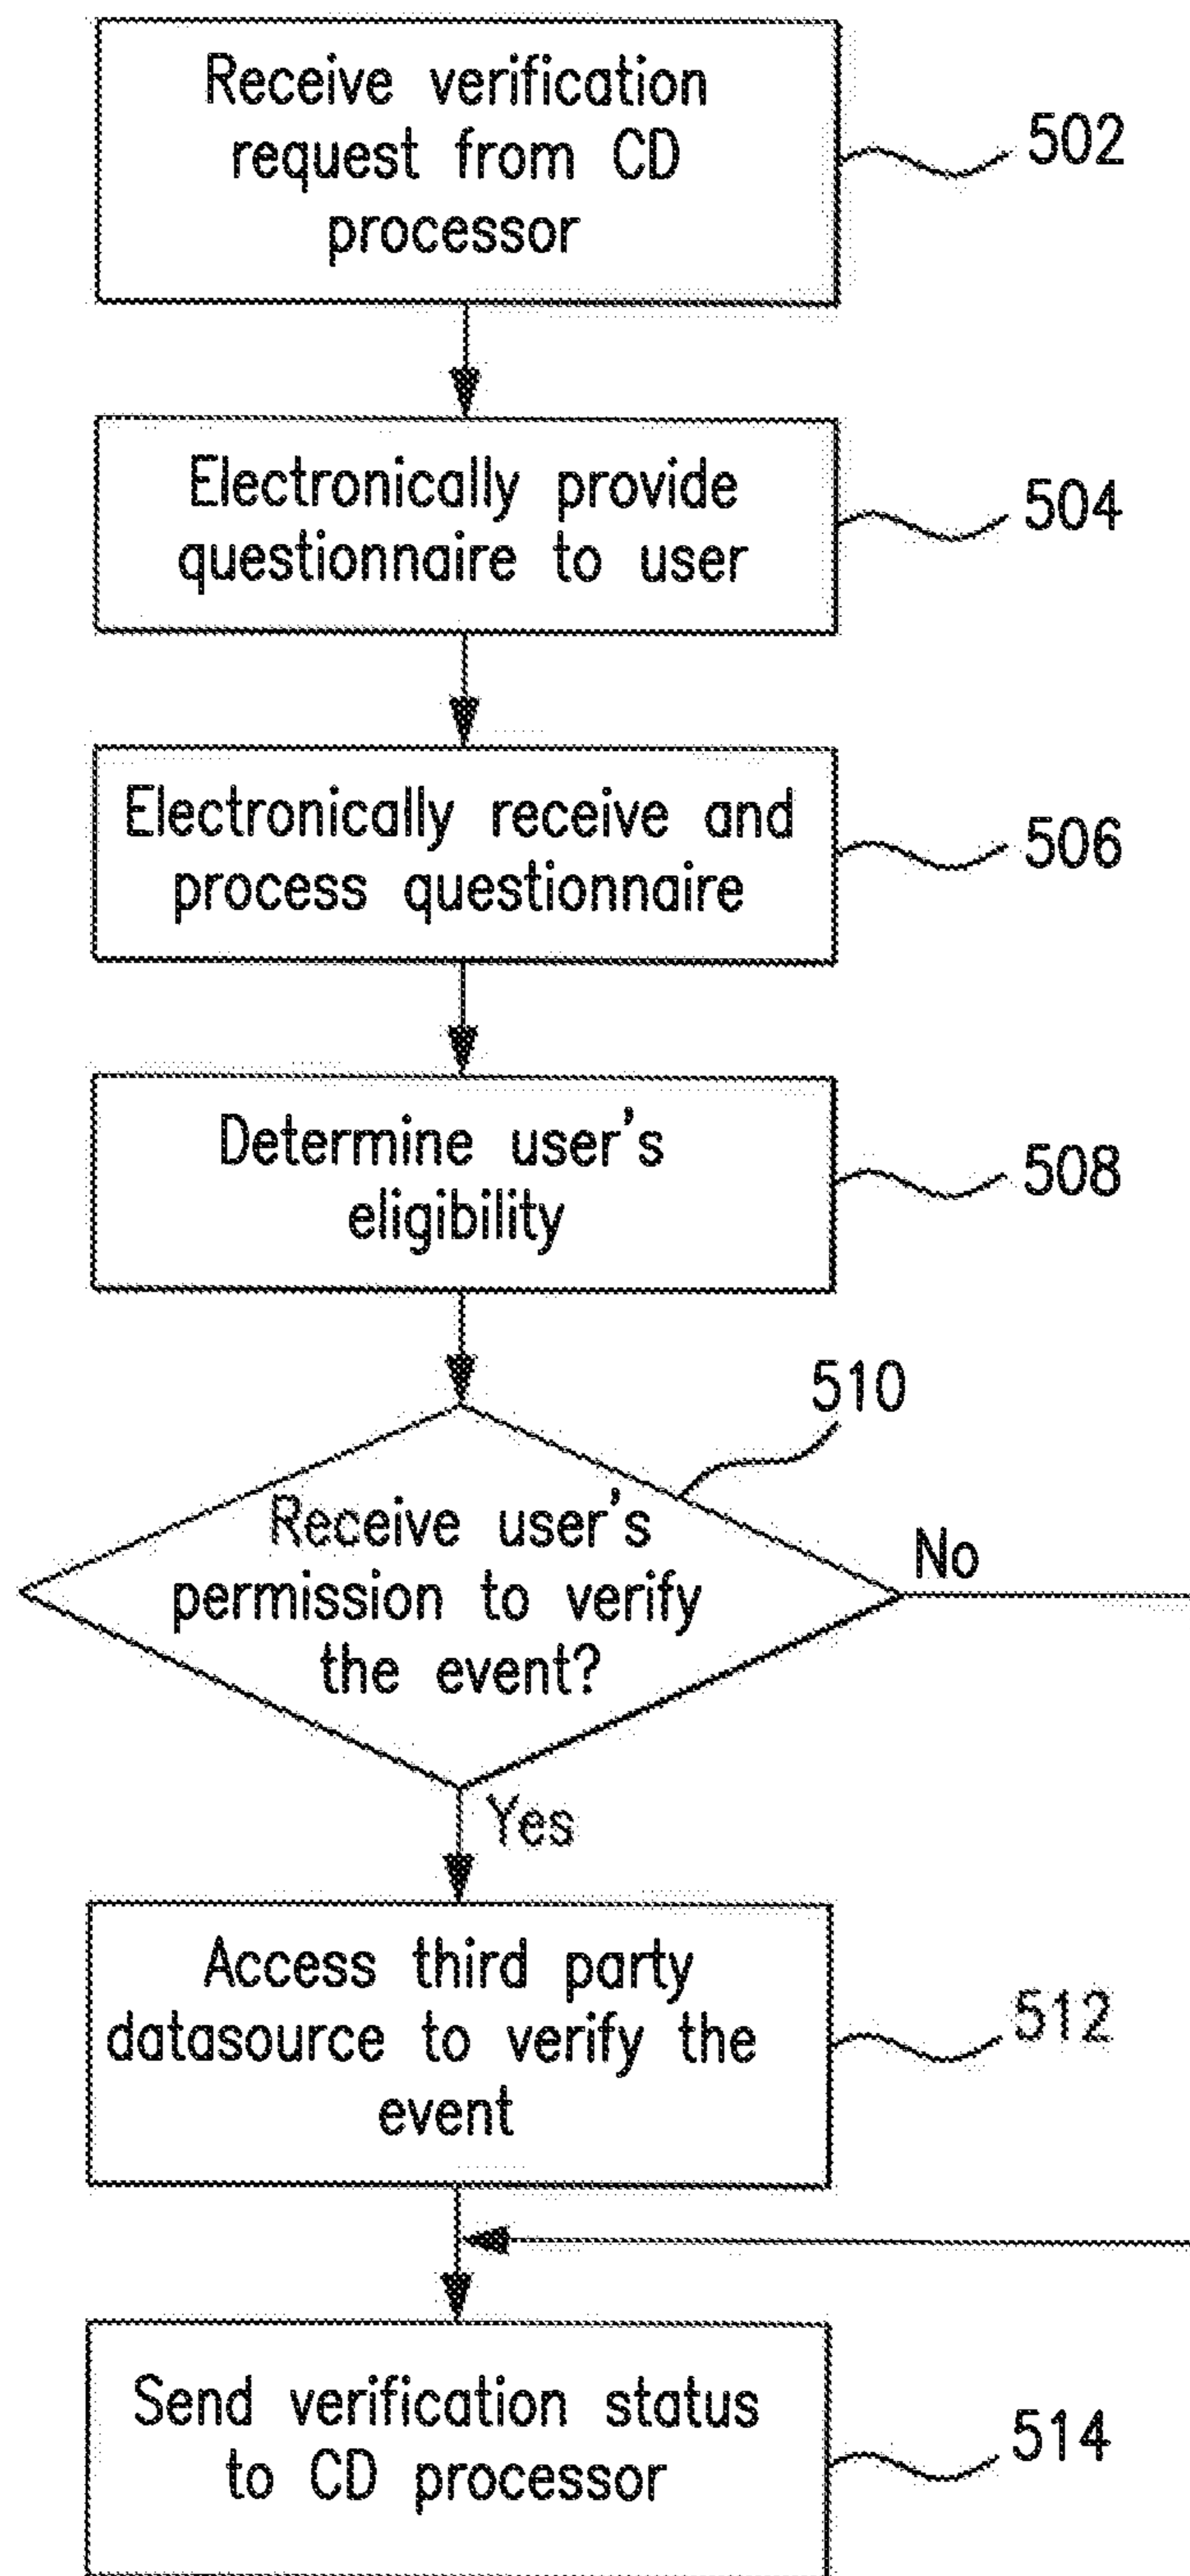 Receive verification
request from CD
processor
502
Electronically provide
questionnaire to user
504
Electronically receive and
process questionnaire
506
Determine user's
eligibility
508
510
Receive user's
permission to verify
the event?
No
Yes
Access third party
datasource to verify the
event
512
Send verification status
to CD processor
514